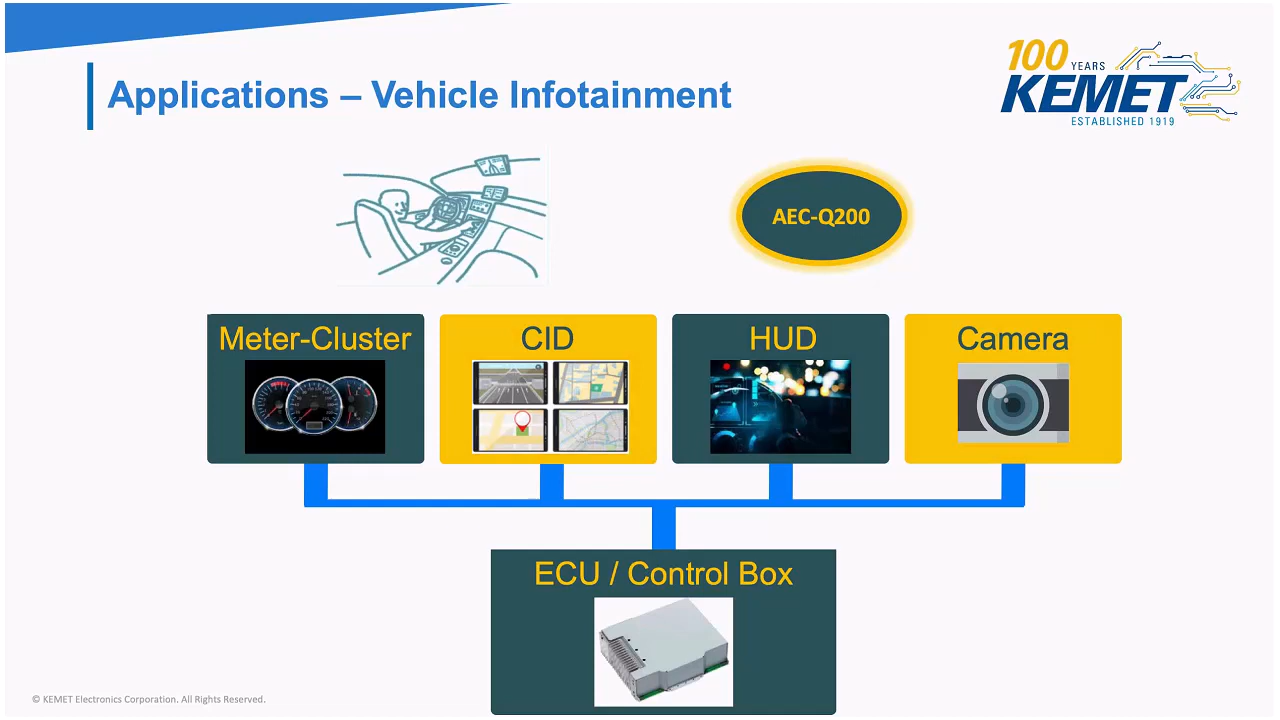 Applications – Vehicle Infotainment
100
YEARS
KEMET
ESTABLISHED 1919
AEC-Q200
Meter-Cluster
CID
HUD
Camera
ECU / Control Box
© KEMET Electronics Corporation. All Rights Reserved.